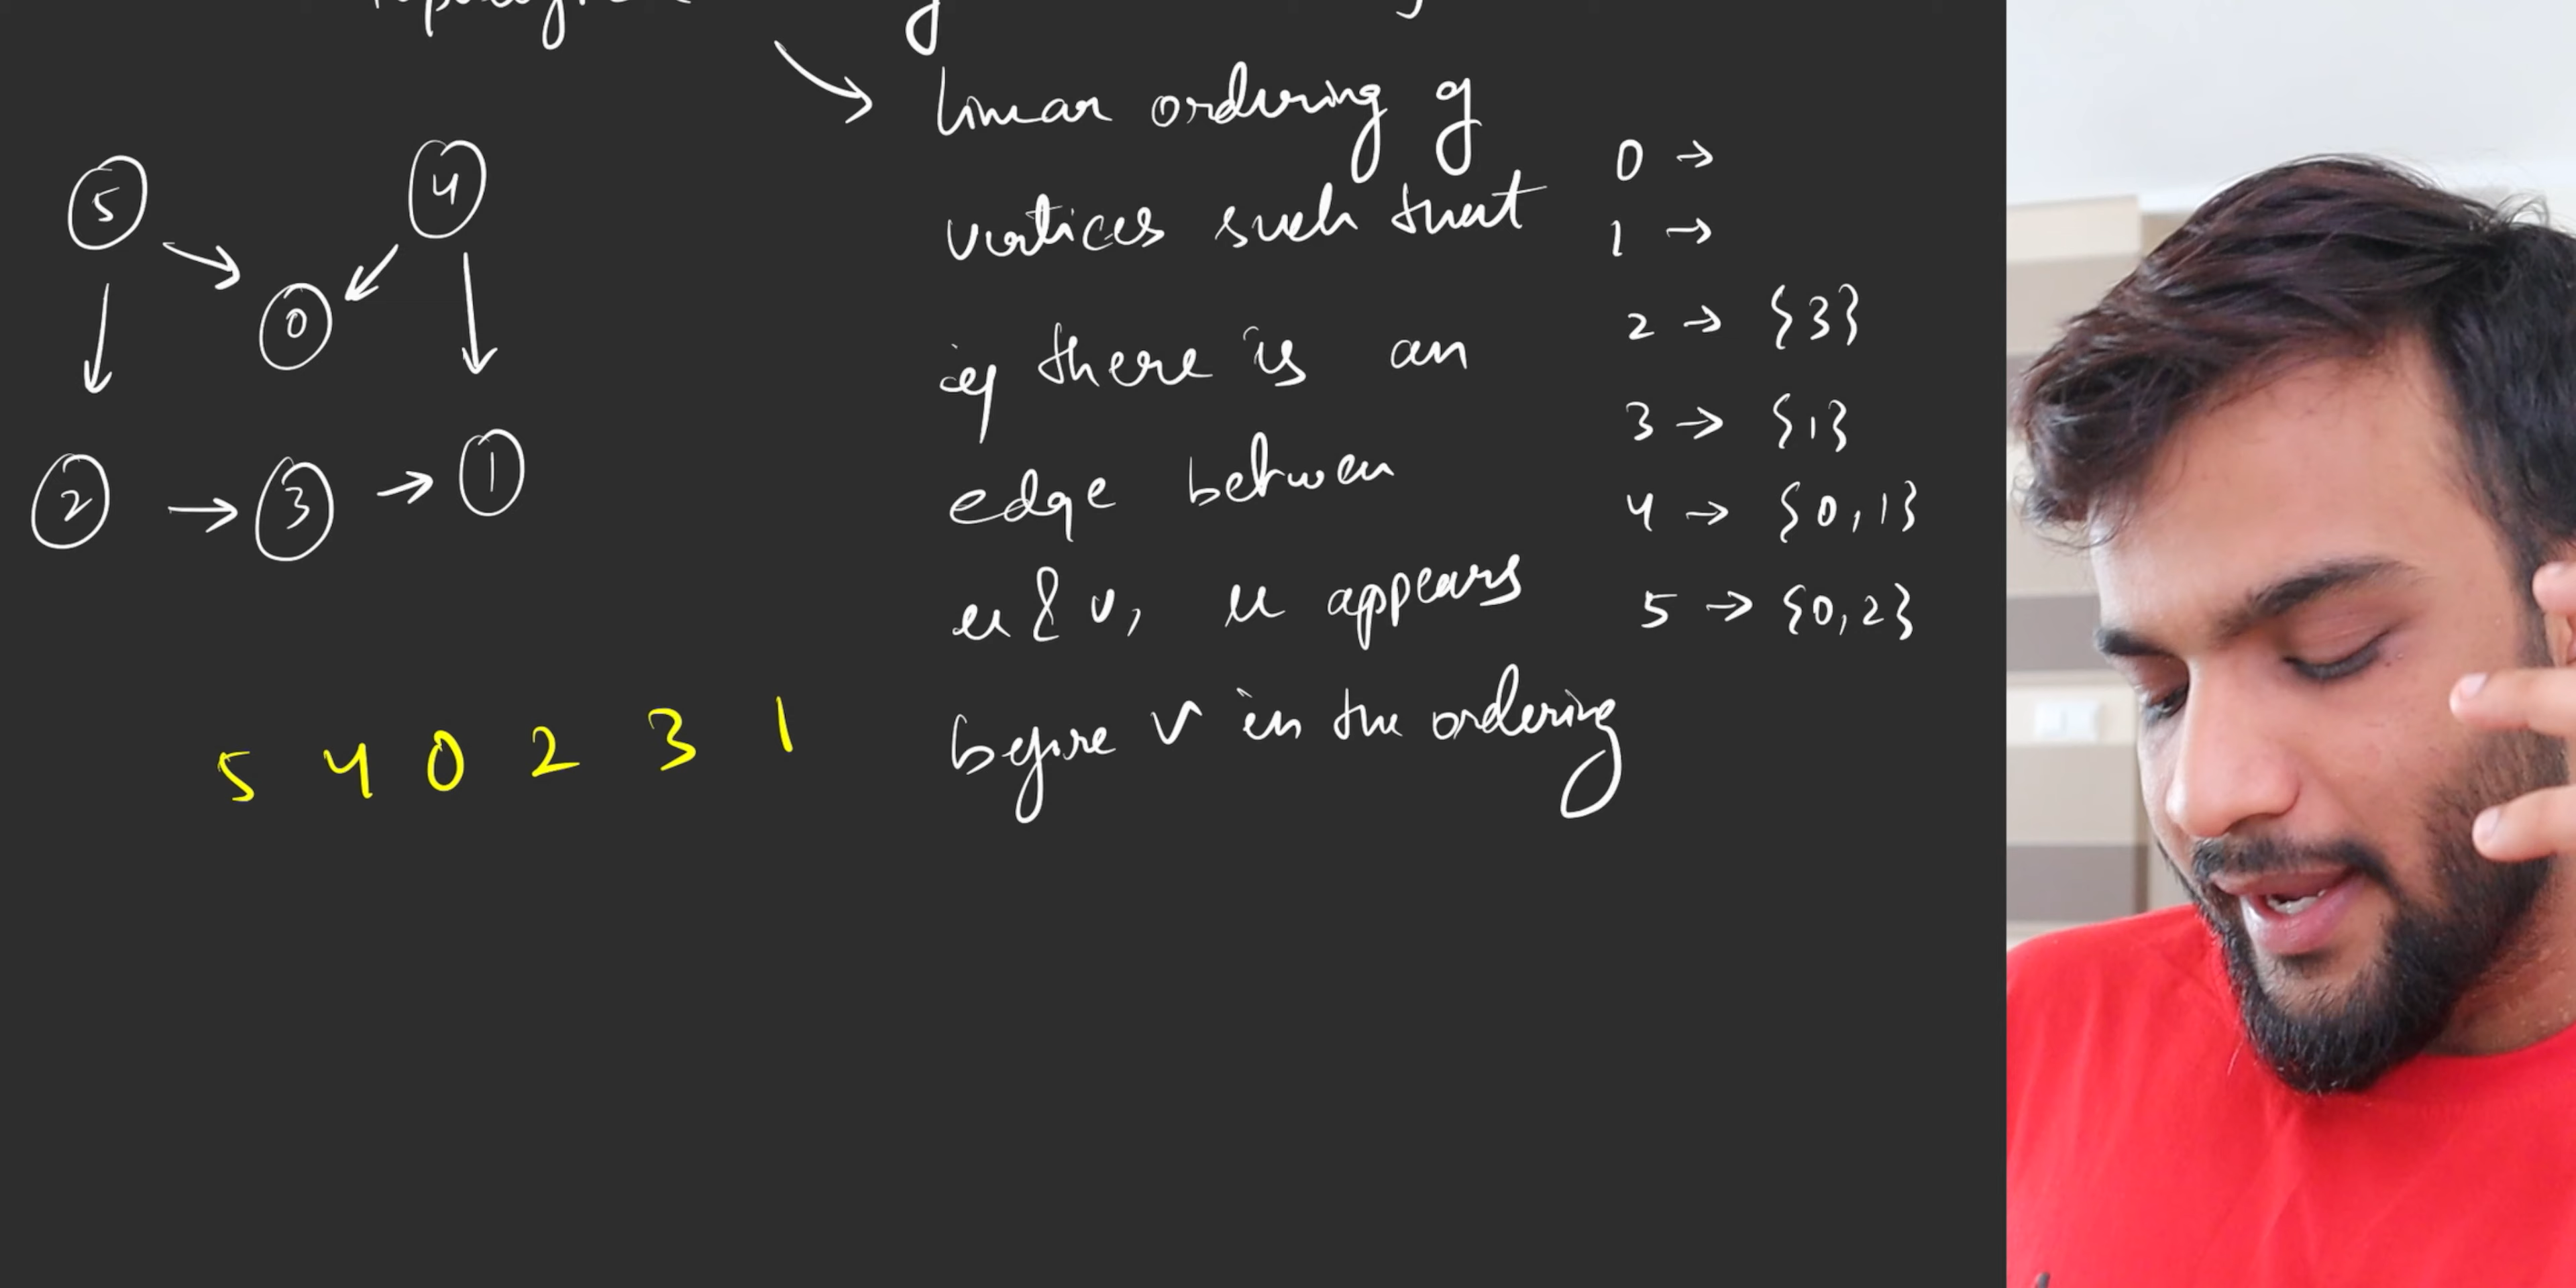 linear ordering of
vertices such that
if there is an
edge between
u & v, u appears
before v in the ordering
5
4
0
2
3
1
5 4 0 2 3 1
0 →
1 →
2 → {3}
3 → {1}
4 → {0,1}
5 → {0,2}